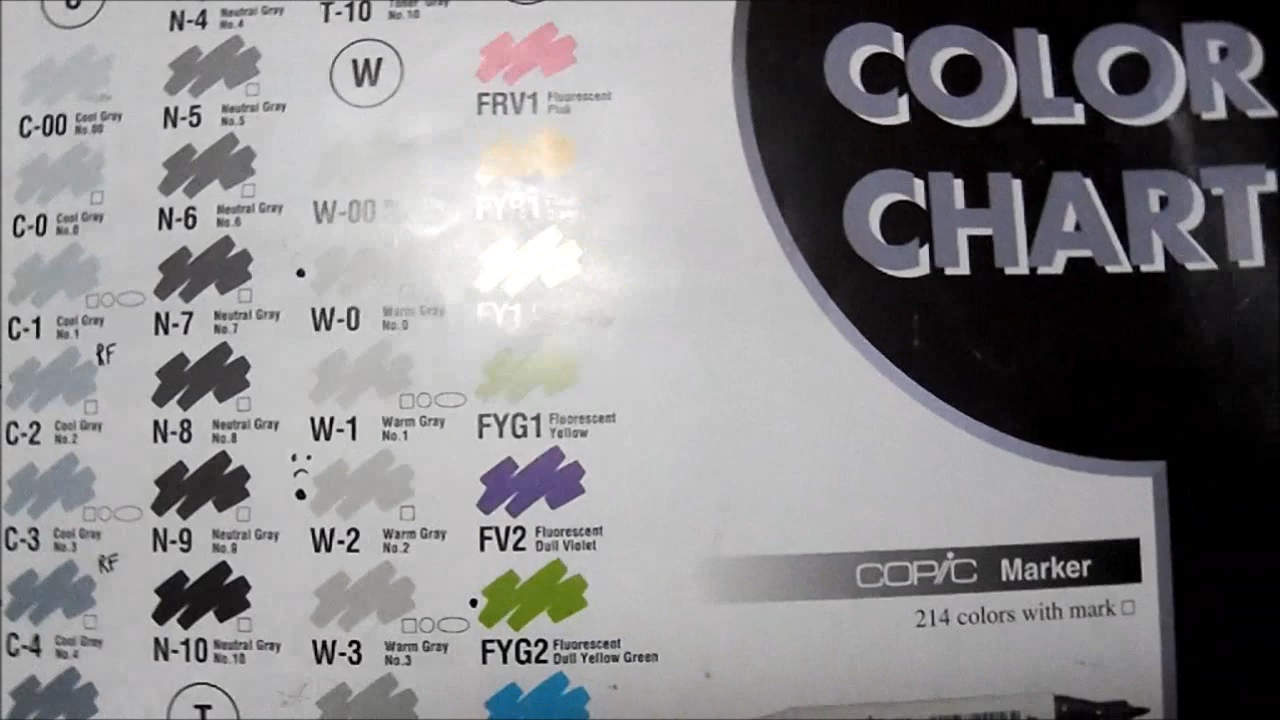 N-4 Neutral Gray
No.4
T-10
No.10
W
COLOR
CHART
C-00 Cool Gray
No.00
N-5 Neutral Gray
No.5
FRV1 Fluorescent
Pink
C-0 Cool Gray
No.0
N-6 Neutral Gray
No.6
W-00
FYR1
C-1 Cool Gray
No.1
N-7 Neutral Gray
No.7
W-0 Warm Gray
No.0
FY1
RF
C-2 Cool Gray
No.2
N-8 Neutral Gray
No.8
W-1 Warm Gray
No.1
FYG1 Fluorescent
Yellow
C-3 Cool Gray
No.3
N-9 Neutral Gray
No.9
W-2 Warm Gray
No.2
FV2 Fluorescent
Dull Violet
RF
C-4 Cool Gray
No.4
N-10 Neutral Gray
No.10
W-3 Warm Gray
No.3
FYG2 Fluorescent
Dull Yellow Green
T
COPIC Marker
214 colors with mark □